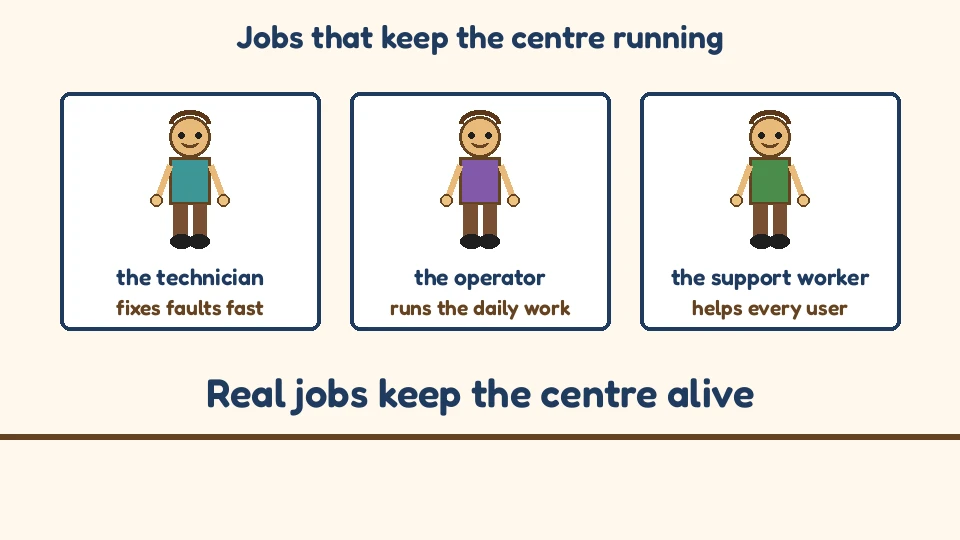 Jobs that keep the centre running
the technician
fixes faults fast
the operator
runs the daily work
the support worker
helps every user
Real jobs keep the centre alive